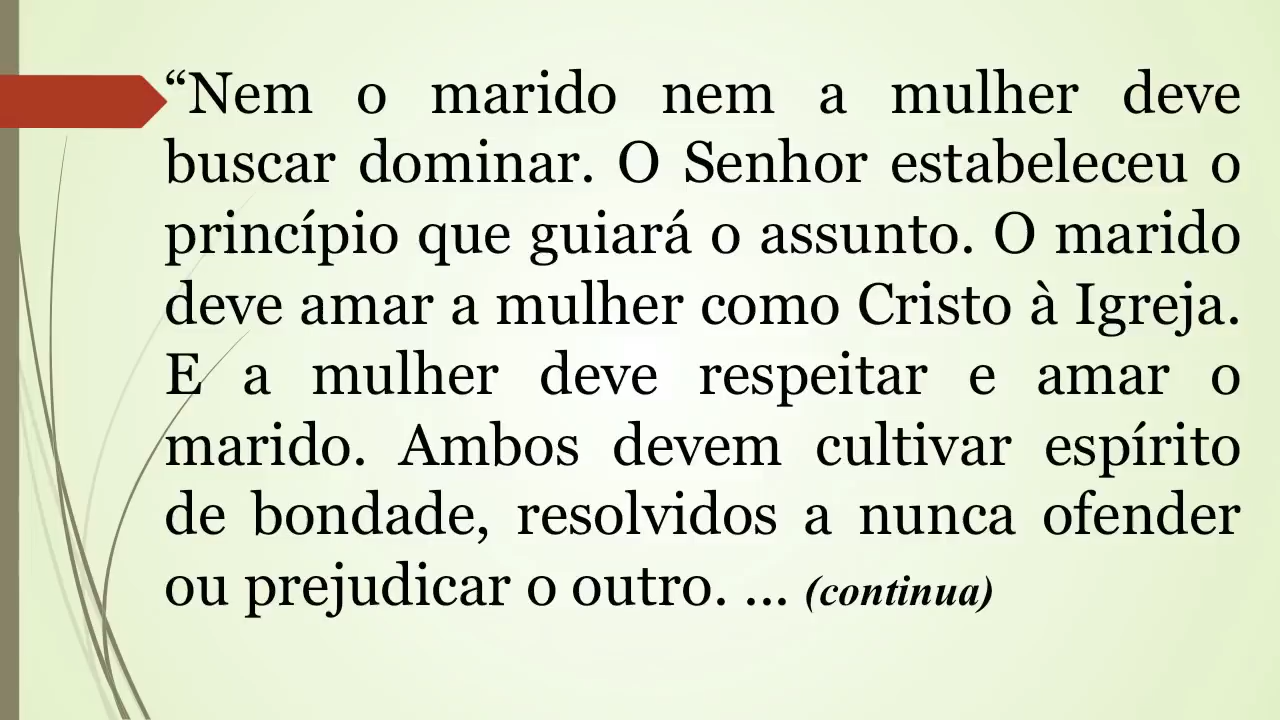 “Nem o marido nem a mulher deve
buscar dominar. O Senhor estabeleceu o
princípio que guiará o assunto. O marido
deve amar a mulher como Cristo à Igreja.
E a mulher deve respeitar e amar o
marido. Ambos devem cultivar espírito
de bondade, resolvidos a nunca ofender
ou prejudicar o outro. ... (continua)